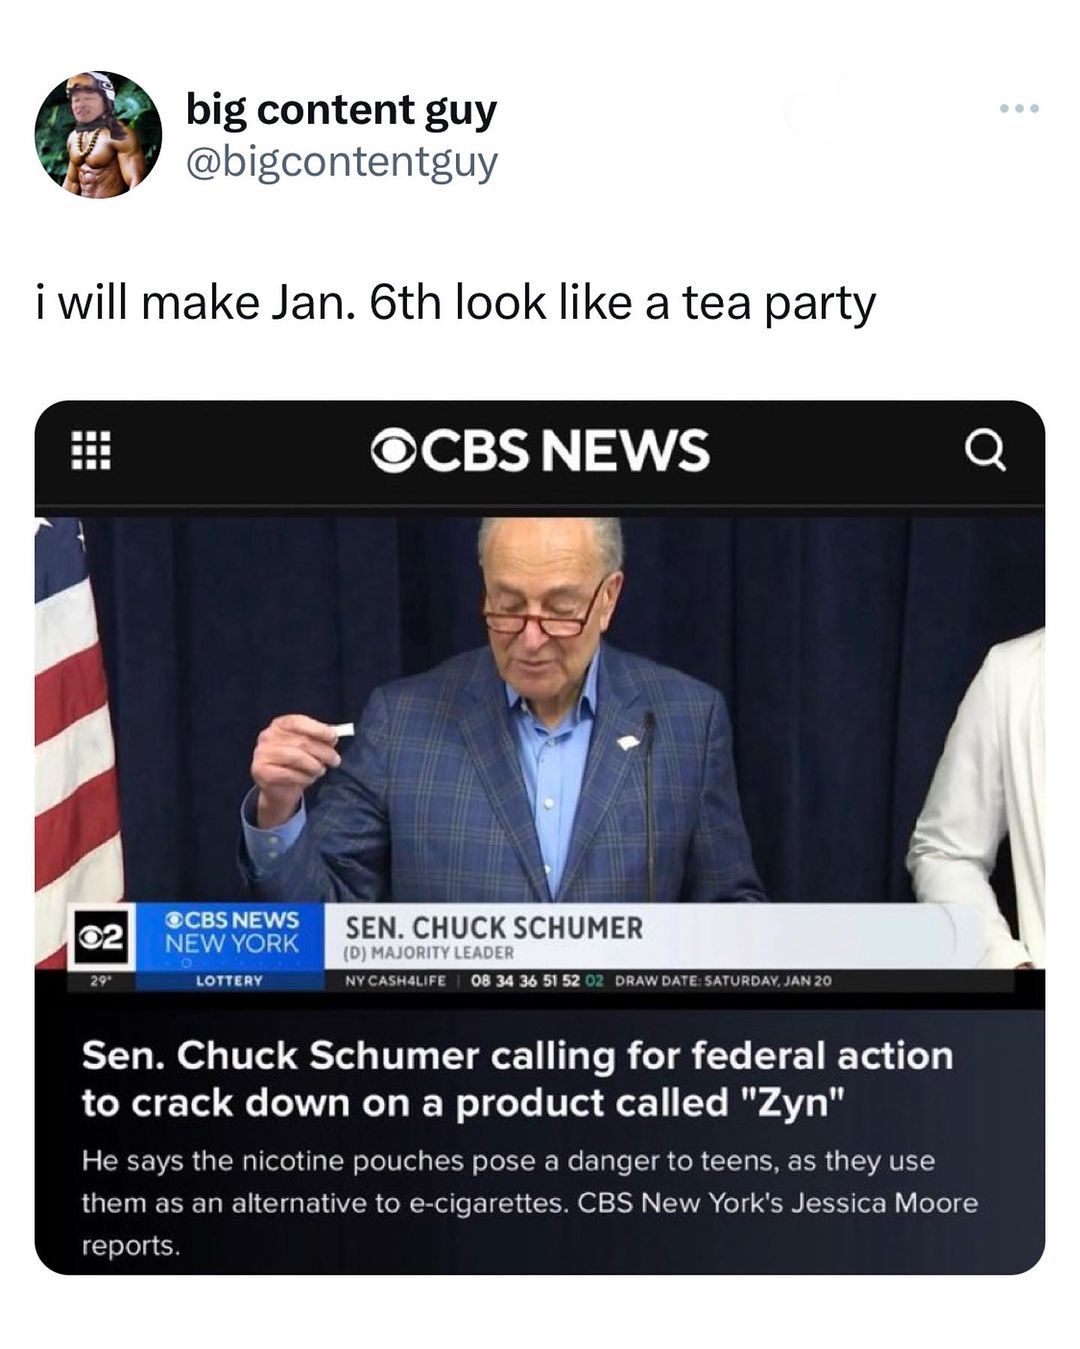 big content guy
@bigcontentguy
i will make Jan. 6th look like a tea party
CBS NEWS
2
CBS NEWS
NEW YORK
SEN. CHUCK SCHUMER
(D) MAJORITY LEADER
29° LOTTERY NY CASH4LIFE | 08 34 36 51 52 02 DRAW DATE: SATURDAY, JAN 20
Sen. Chuck Schumer calling for federal action
to crack down on a product called "Zyn"
He says the nicotine pouches pose a danger to teens, as they use
them as an alternative to e-cigarettes. CBS New York's Jessica Moore
reports.